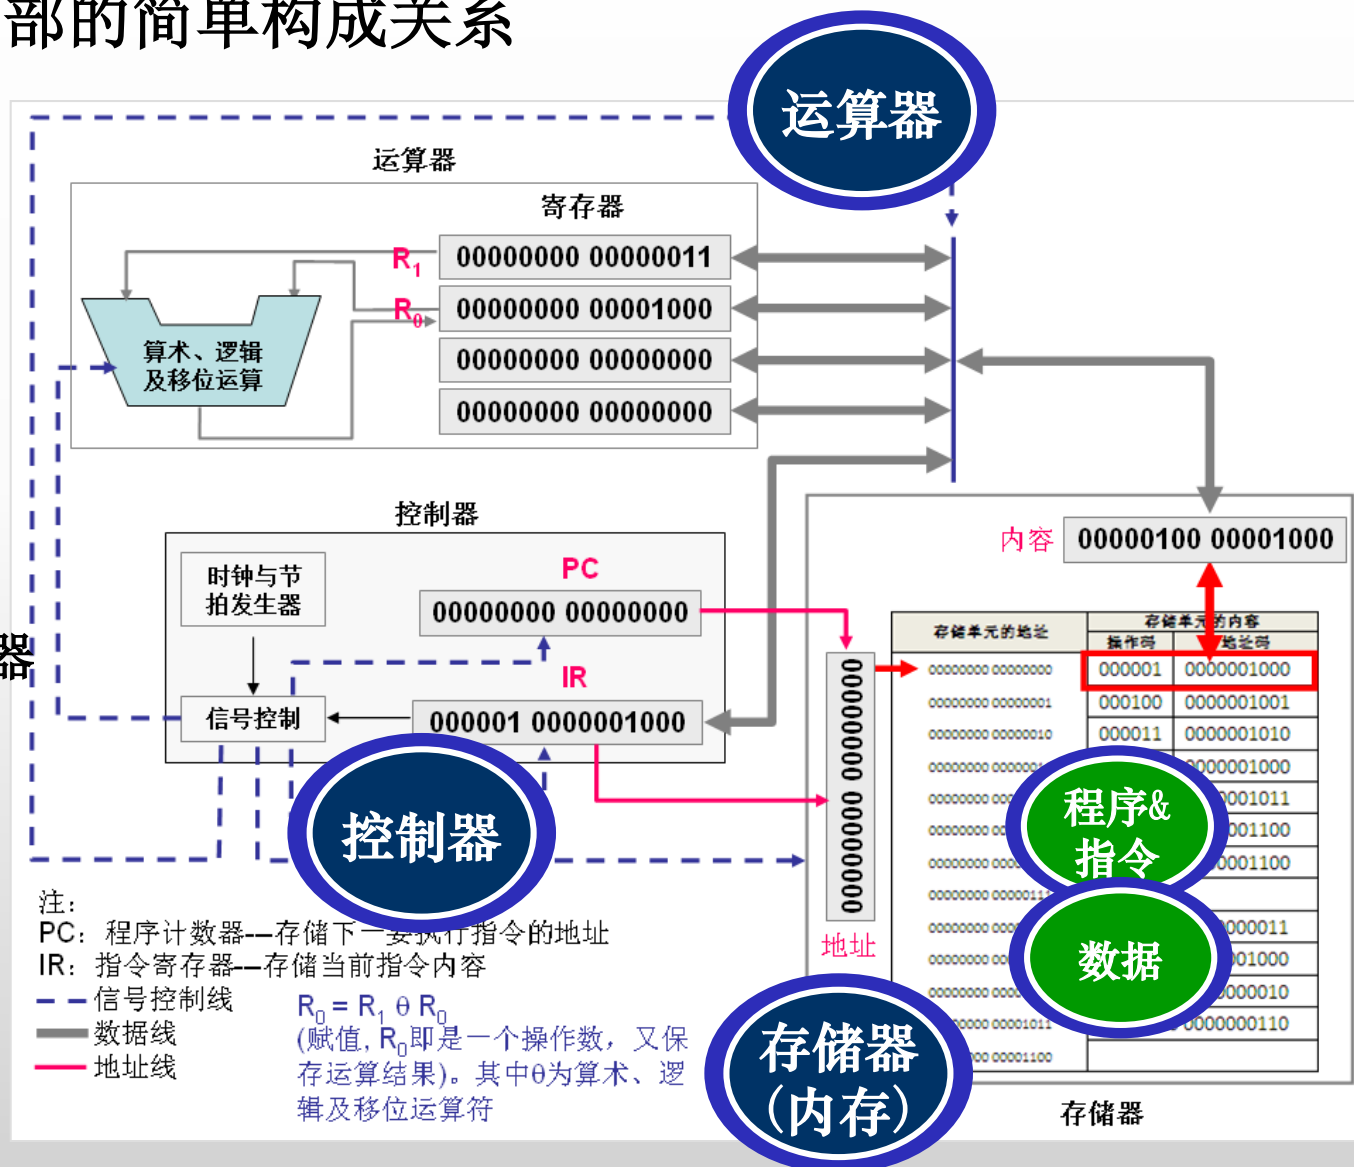 部的简单构成关系
运算器
运算器
寄存器
R1
00000000 00000011
R0
00000000 00001000
00000000 00000000
00000000 00000000
算术、逻辑
及移位运算
控制器
时钟与节
拍发生器
PC
00000000 00000000
器
IR
信号控制
000001 0000001000
控制器
内容
00000100 00001000
存储单元的地址
存储单元的内容
操作码
地址码
00000000 00000000
000001
0000001000
00000000 00000001
000100
0000001001
00000000 00000010
000011
0000001010
0000001000
00000000 00000000
程序&
指令
数据
地址
存储器
(内存)
存储器
注：
PC：程序计数器---存储下一要执行指令的地址
IR：指令寄存器---存储当前指令内容
信号控制线
数据线
地址线
R0 = R1 θ R0
(赋值, R0即是一个操作数，又保
存运算结果)。其中θ为算术、逻
辑及移位运算符